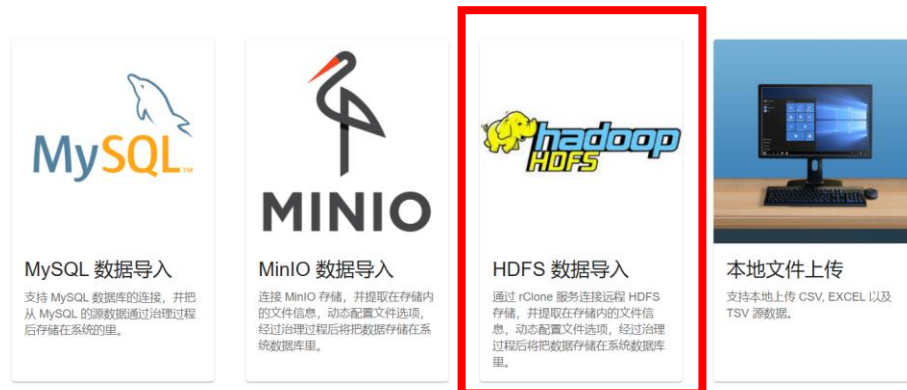 MySQL
TM
MINIO
hadoop
HDFS
MySQL 数据导入
支持 MySQL 数据库的连接，并把
从 MySQL 的源数据通过治理过程
后存储在系统的里。
MinIO 数据导入
连接 MinIO 存储，并提取在存储内
的文件信息，动态配置文件选项，
经过治理过程后将把数据存储在系
统数据库里。
HDFS 数据导入
通过 rClone 服务连接远程 HDFS
存储，并提取在存储内的文件信
息，动态配置文件选项，经过治理
过程后将把数据存储在系统数据库
里。
本地文件上传
支持本地上传 CSV, EXCEL 以及
TSV 源数据。